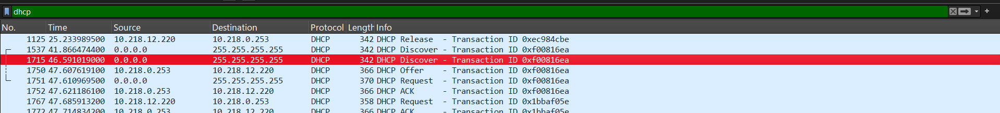 dhcp
No. Time Source Destination Protocol Length Info
1125 25.233989500 10.218.12.220 10.218.0.253 DHCP 342 DHCP Release - Transaction ID 0xec984cbe
1537 41.866474400 0.0.0.0 255.255.255.255 DHCP 342 DHCP Discover - Transaction ID 0xf00816ea
1715 46.591019000 0.0.0.0 255.255.255.255 DHCP 342 DHCP Discover - Transaction ID 0xf00816ea
1750 47.607619100 10.218.0.253 10.218.12.220 DHCP 366 DHCP Offer - Transaction ID 0xf00816ea
1751 47.610969500 0.0.0.0 255.255.255.255 DHCP 370 DHCP Request - Transaction ID 0xf00816ea
1752 47.621186100 10.218.0.253 10.218.12.220 DHCP 366 DHCP ACK - Transaction ID 0xf00816ea
1767 47.685913200 10.218.12.220 10.218.0.253 DHCP 358 DHCP Request - Transaction ID 0x1bbaf05e
1772 47.714834200 10.218.0.253 10.218.12.220 DHCP 366 DHCP ACK - Transaction ID 0x1bbaf05e